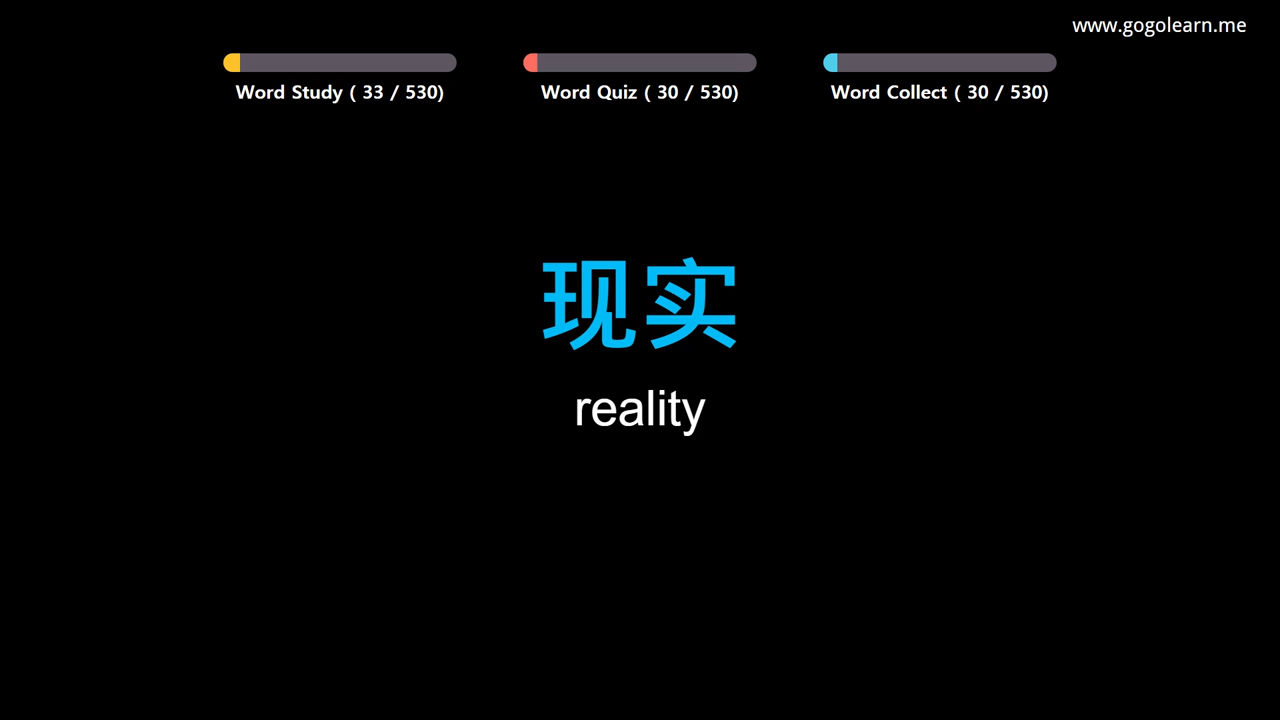 www.gogolearn.me
Word Study ( 33 / 530)
Word Quiz ( 30 / 530)
Word Collect ( 30 / 530)
现实
reality